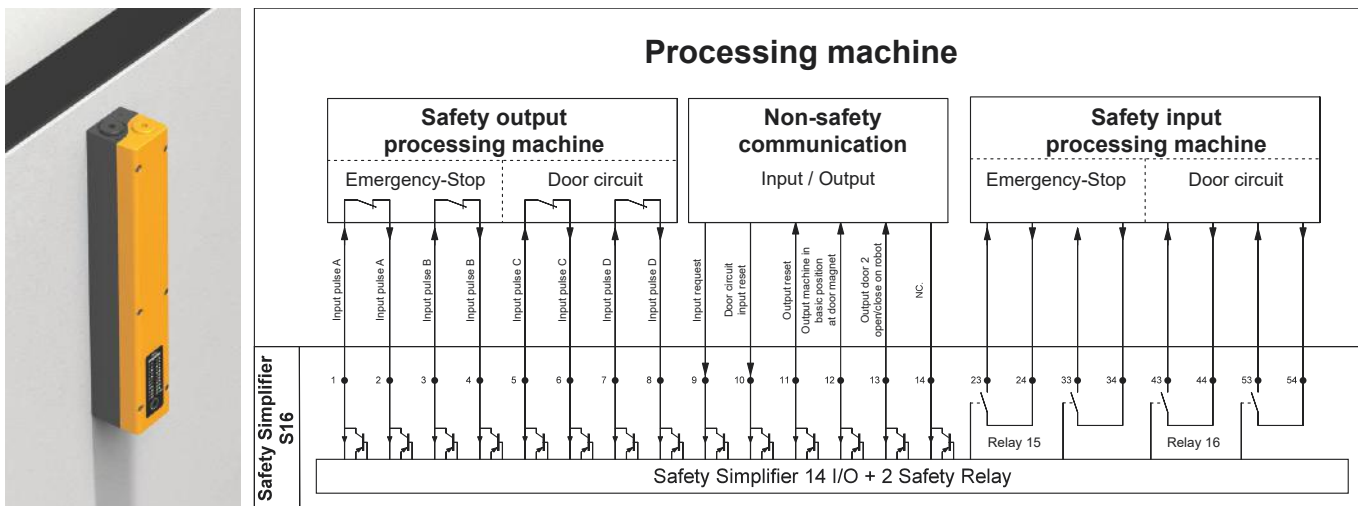 Processing machine
Safety output
processing machine
Emergency-Stop
Door circuit
Non-safety
communication
Input / Output
Safety input
processing machine
Emergency-Stop
Door circuit
Input pulse A
Input pulse A
Input pulse B
Input pulse B
Input pulse C
Input pulse C
Input pulse D
Input pulse D
Input request
Door circuit
input reset
Output reset
Output machine in
basic position
at door magnet
Output door 2
open/close on robot
NC.
Safety Simplifier
S16
1
2
3
4
5
6
7
8
9
10
11
12
13
14
23
24
33
34
43
44
53
54
Relay 15
Relay 16
Safety Simplifier 14 I/O + 2 Safety Relay